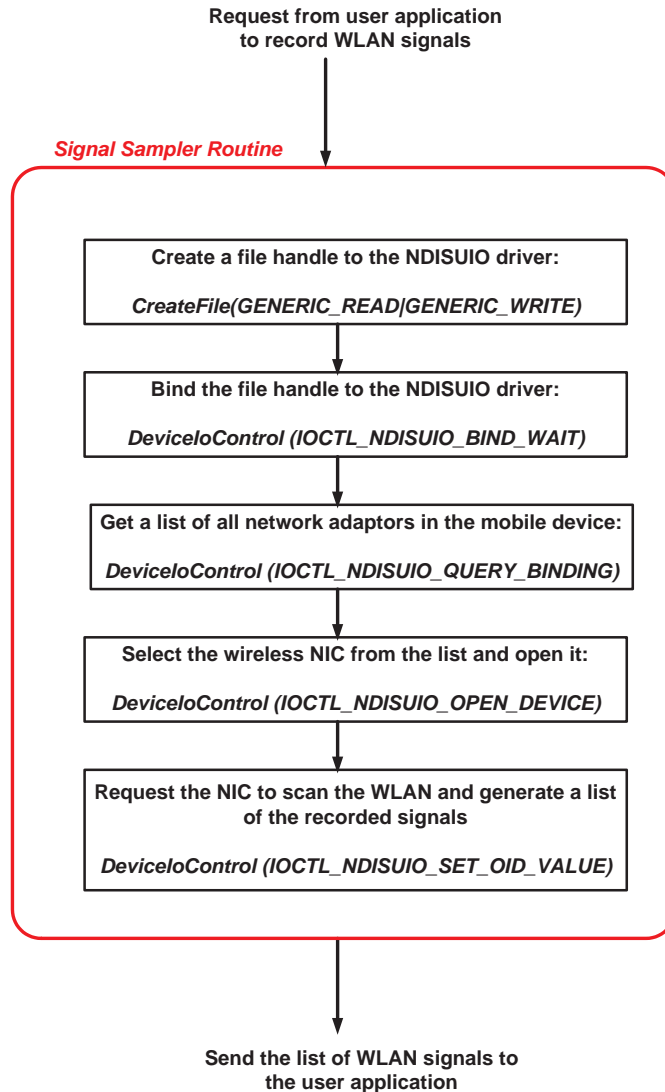 Request from user application
to record WLAN signals
Signal Sampler Routine
Create a file handle to the NDISUIO driver:
CreateFile(GENERIC_READ|GENERIC_WRITE)
Bind the file handle to the NDISUIO driver:
DeviceIoControl (IOCTL_NDISUIO_BIND_WAIT)
Get a list of all network adaptors in the mobile device:
DeviceIoControl (IOCTL_NDISUIO_QUERY_BINDING)
Select the wireless NIC from the list and open it:
DeviceIoControl (IOCTL_NDISUIO_OPEN_DEVICE)
Request the NIC to scan the WLAN and generate a list
of the recorded signals
DeviceIoControl (IOCTL_NDISUIO_SET_OID_VALUE)
Send the list of WLAN signals to
the user application